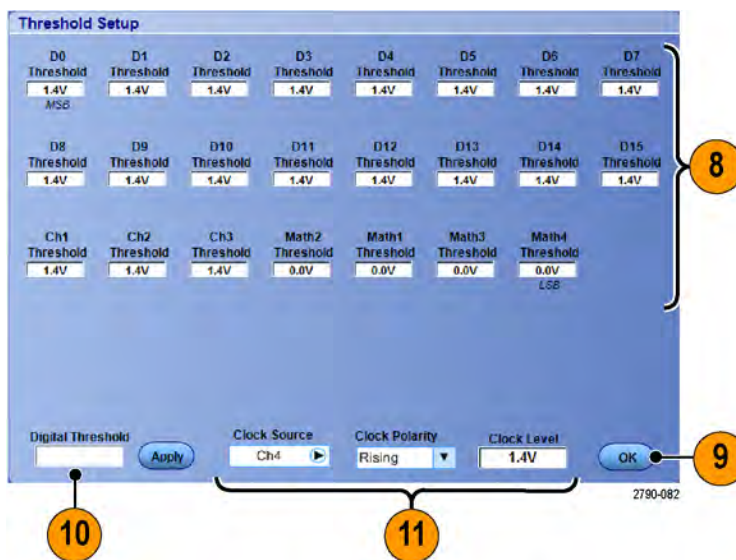 Threshold Setup
D0 D1 D2 D3 D4 D5 D6 D7
Threshold Threshold Threshold Threshold Threshold Threshold Threshold Threshold
1.4V 1.4V 1.4V 1.4V 1.4V 1.4V 1.4V 1.4V
MSB
8
D8 D9 D10 D11 D12 D13 D14 D15
Threshold Threshold Threshold Threshold Threshold Threshold Threshold Threshold
1.4V 1.4V 1.4V 1.4V 1.4V 1.4V 1.4V 1.4V
Ch1 Ch2 Ch3 Math2 Math1 Math3 Math4
Threshold Threshold Threshold Threshold Threshold Threshold Threshold
1.4V 1.4V 1.4V 0.0V 0.0V 0.0V 0.0V
LSB
Digital Threshold Clock Source Clock Polarity Clock Level
Apply Ch4 Rising 1.4V OK 9
2790-082
10 11